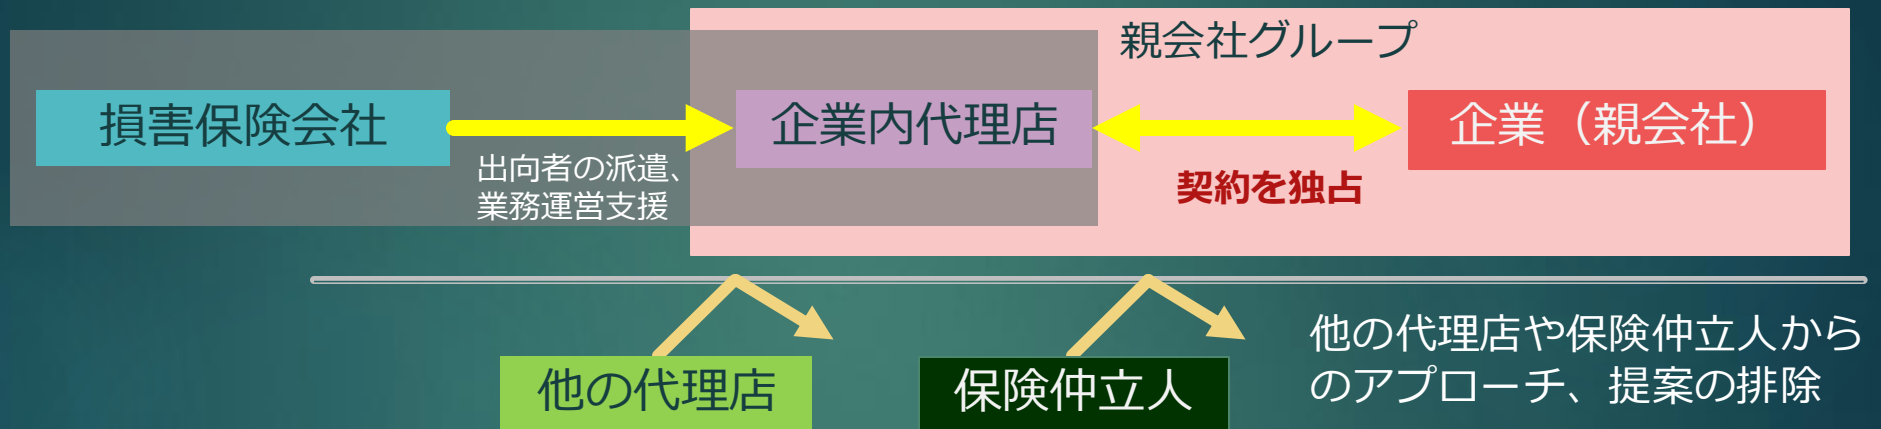 親会社グループ
損害保険会社
企業内代理店
企業（親会社）
出向者の派遣、
業務運営支援
契約を独占
他の代理店
保険仲立人
他の代理店や保険仲立人から
のアプローチ、提案の排除